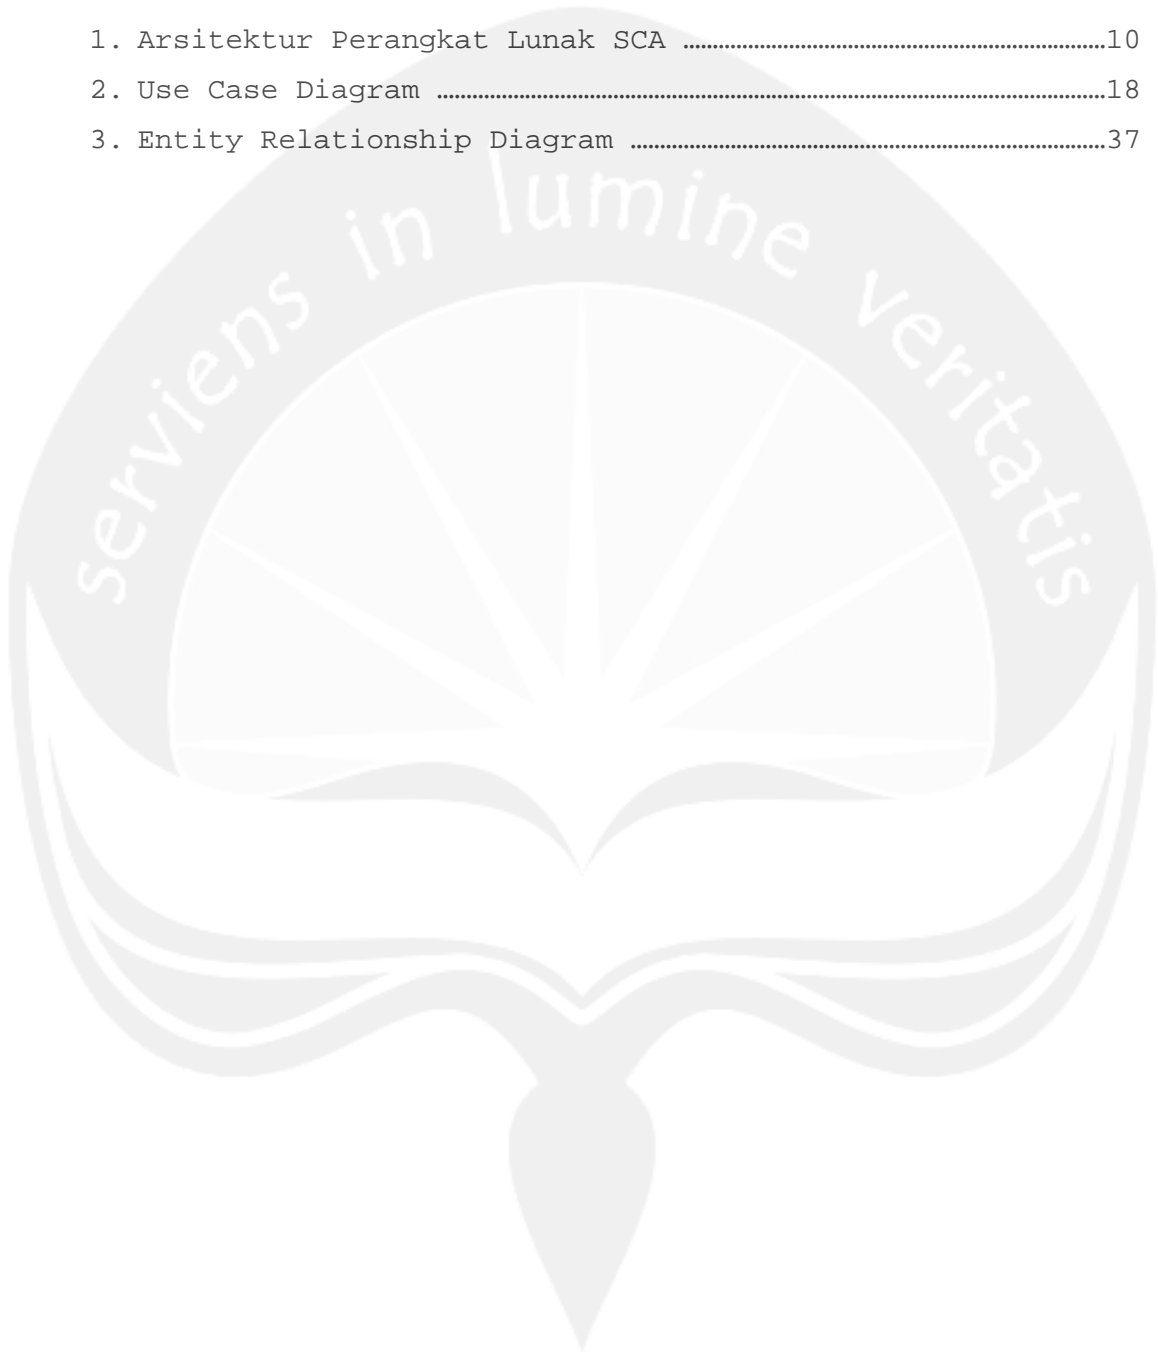 1. Arsitektur Perangkat Lunak SCA ……………………………………………………………………10
2. Use Case Diagram ……………………………………………………………………………………………………………18
3. Entity Relationship Diagram ……………………………………………………………………………37
serviens in lumine veritatis